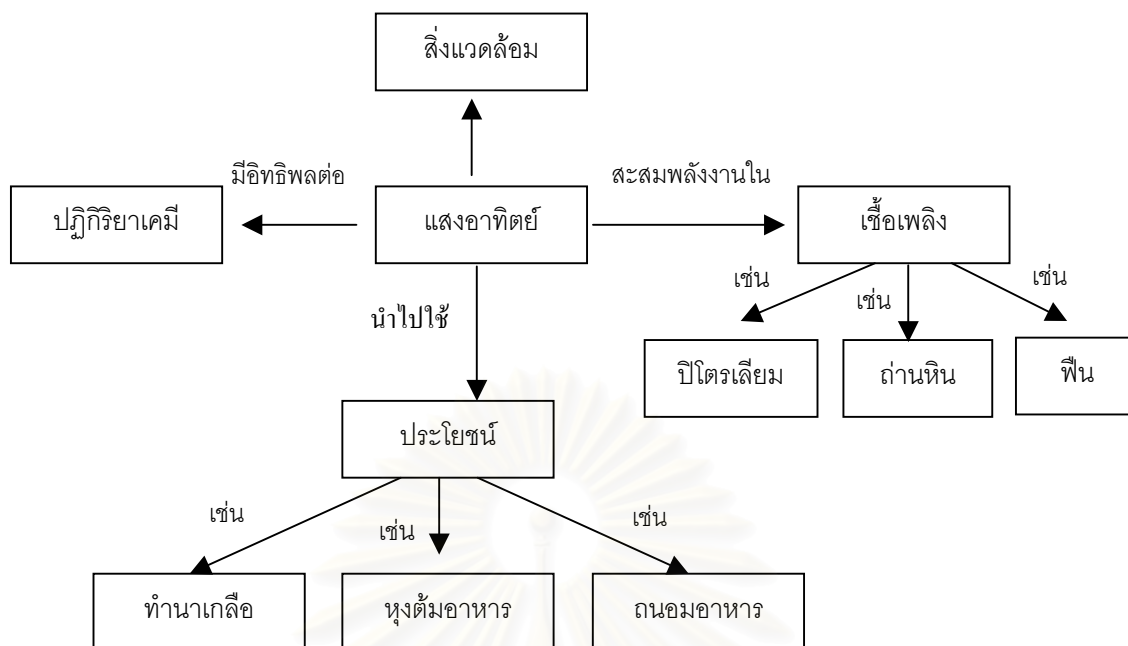 สิ่งแวดล้อม
มีอิทธิพลต่อ
สะสมพลังงานใน
ปฏิกิริยาเคมี
แสงอาทิตย์
เชื้อเพลิง
เช่น
เช่น
เช่น
นำไปใช้
ปิโตรเลียม
ถ่านหิน
ฟืน
ประโยชน์
เช่น
เช่น
เช่น
ทำนาเกลือ
หุงต้มอาหาร
ถนอมอาหาร